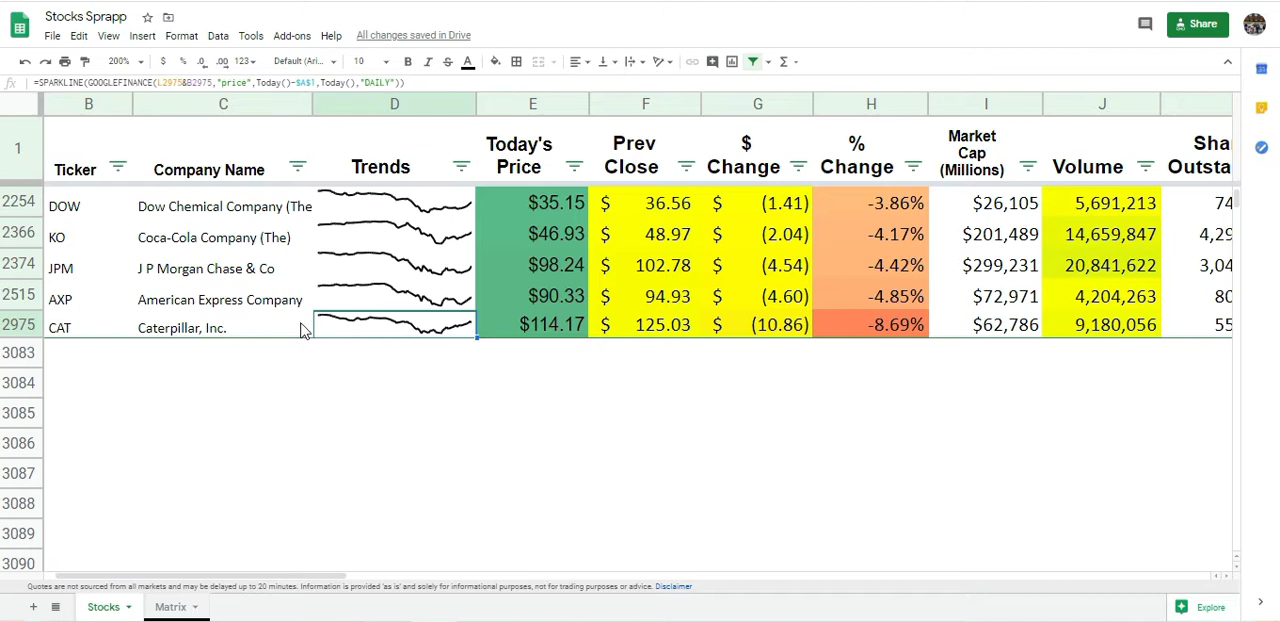 Stocks Sprapp
File Edit View Insert Format Data Tools Add-ons Help All changes saved in Drive
Share
200% $ % .0 .00 123 Default (Ari... 10 B I S A Σ
fx =SPARKLINE(GOOGLEFINANCE(L2975&B2975,"price",Today()-$A$1,Today(),"DAILY"))
B C D E F G H I J
1 Ticker Company Name Trends Today's Price Prev Close $ Change % Change Market Cap (Millions) Volume Sha Outsta
2254 DOW Dow Chemical Company (The $35.15 $ 36.56 $ (1.41) -3.86% $26,105 5,691,213 74
2366 KO Coca-Cola Company (The) $46.93 $ 48.97 $ (2.04) -4.17% $201,489 14,659,847 4,29
2374 JPM J P Morgan Chase & Co $98.24 $ 102.78 $ (4.54) -4.42% $299,231 20,841,622 3,04
2515 AXP American Express Company $90.33 $ 94.93 $ (4.60) -4.85% $72,971 4,204,263 80
2975 CAT Caterpillar, Inc. $114.17 $ 125.03 $ (10.86) -8.69% $62,786 9,180,056 55
3083
3084
3085
3086
3087
3088
3089
3090
Quotes are not sourced from all markets and may be delayed up to 20 minutes. Information is provided 'as is' and solely for informational purposes, not for trading purposes or advice. Disclaimer
+ Stocks Matrix Explore